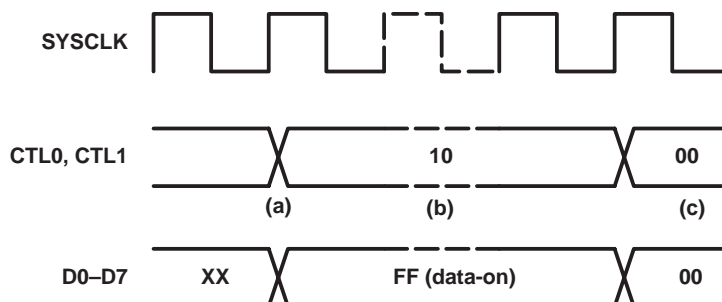 SYSCLK
CTL0, CTL1
10
00
(a)
(b)
(c)
D0–D7
XX
FF (data-on)
00